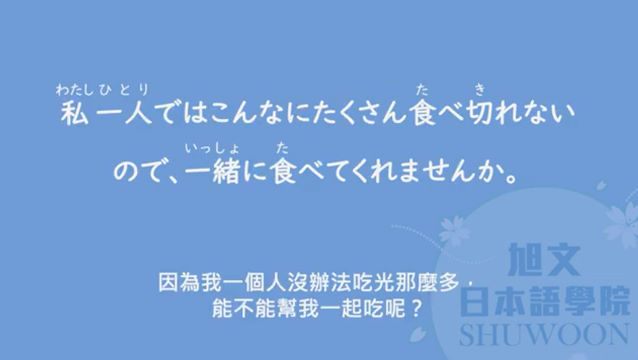 わたし ひとり た き
私一人ではこんなにたくさん食べ切れない
いっしょ た
ので、一緒に食べてくれませんか。
因為我一個人沒辦法吃光那麼多，
能不能幫我一起吃呢？
旭文
日本語學院
SHUWOON